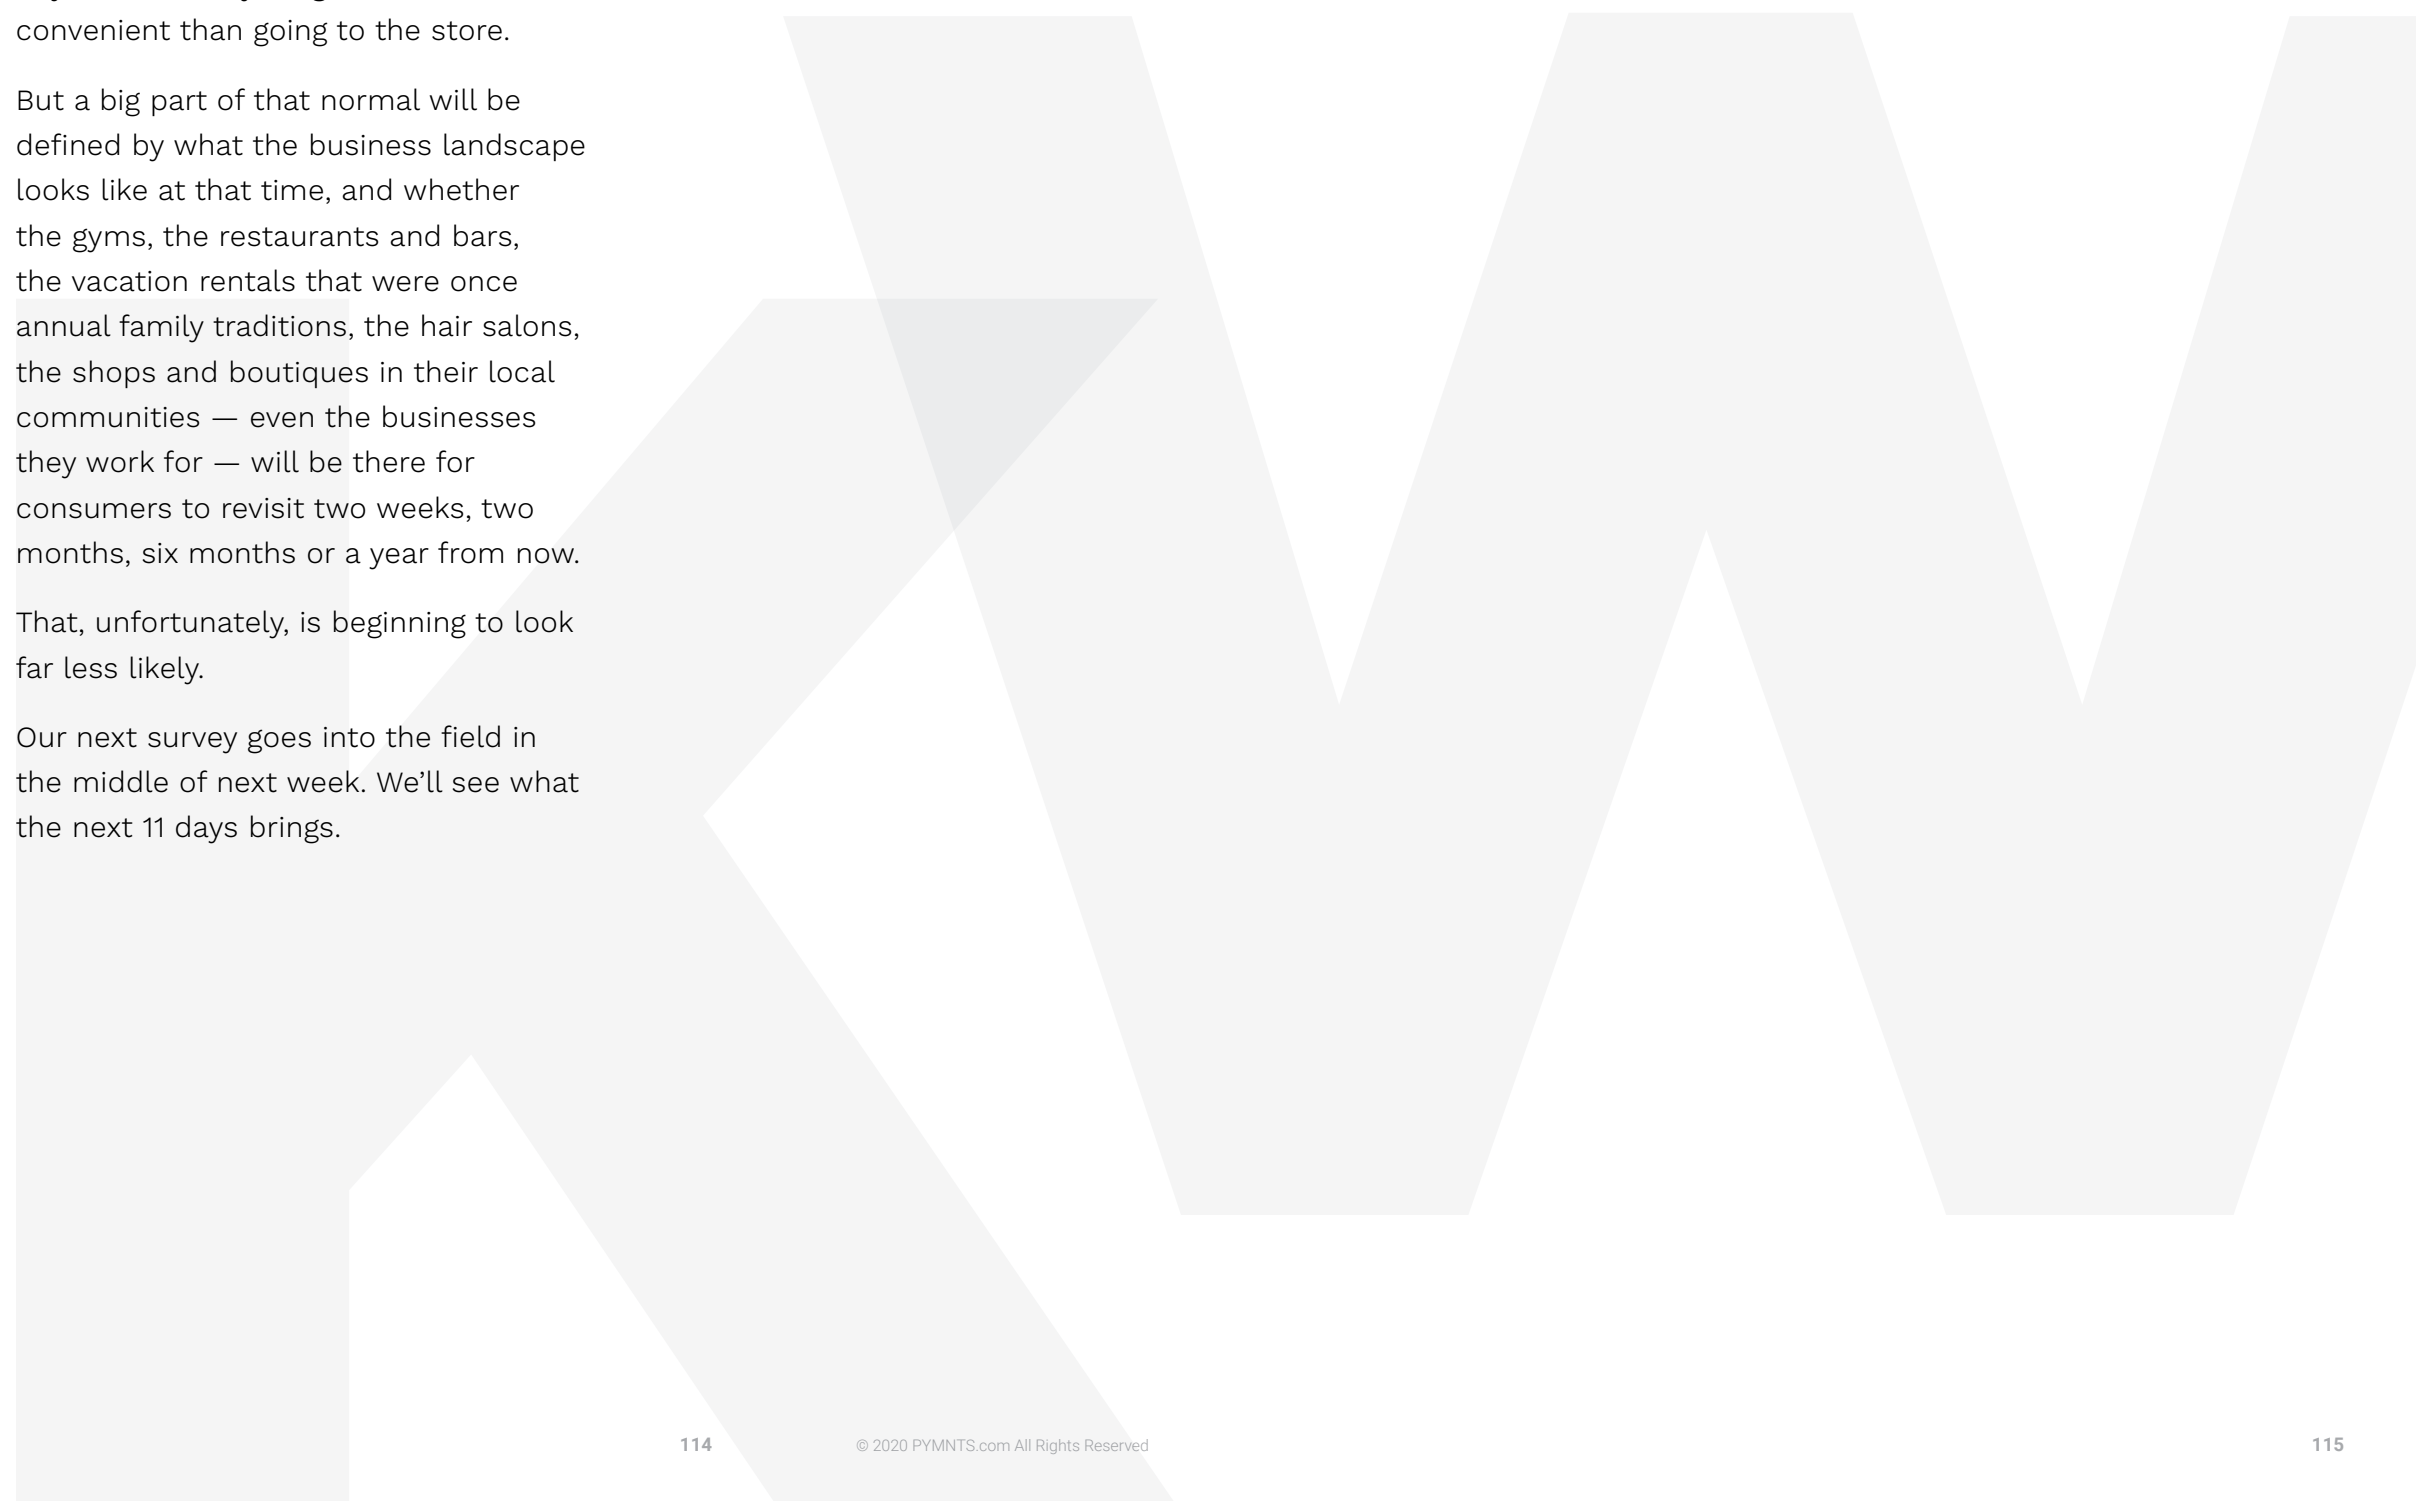 convenient than going to the store.
But a big part of that normal will be
defined by what the business landscape
looks like at that time, and whether
the gyms, the restaurants and bars,
the vacation rentals that were once
annual family traditions, the hair salons,
the shops and boutiques in their local
communities — even the businesses
they work for — will be there for
consumers to revisit two weeks, two
months, six months or a year from now.
That, unfortunately, is beginning to look
far less likely.
Our next survey goes into the field in
the middle of next week. We’ll see what
the next 11 days brings.
KW
114
© 2020 PYMNTS.com All Rights Reserved
115